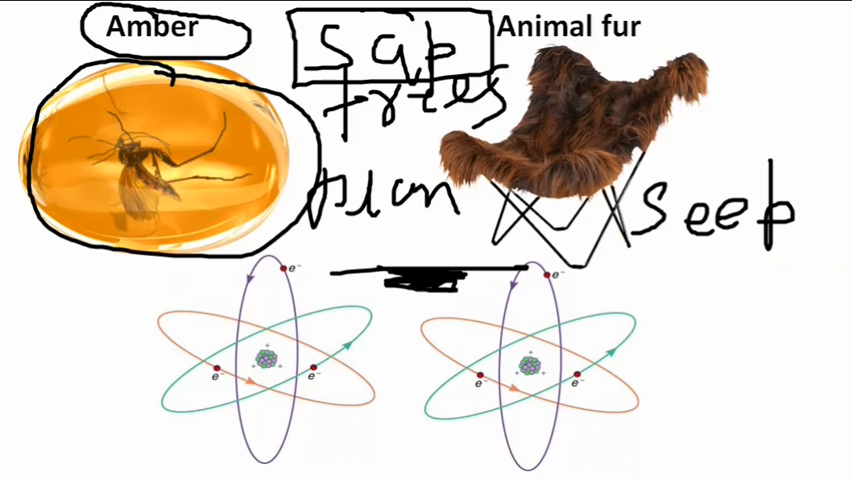 Amber
sap
Animal fur
trees
seep
e⁻
e⁻
e⁻ e⁻
e⁻ e⁻